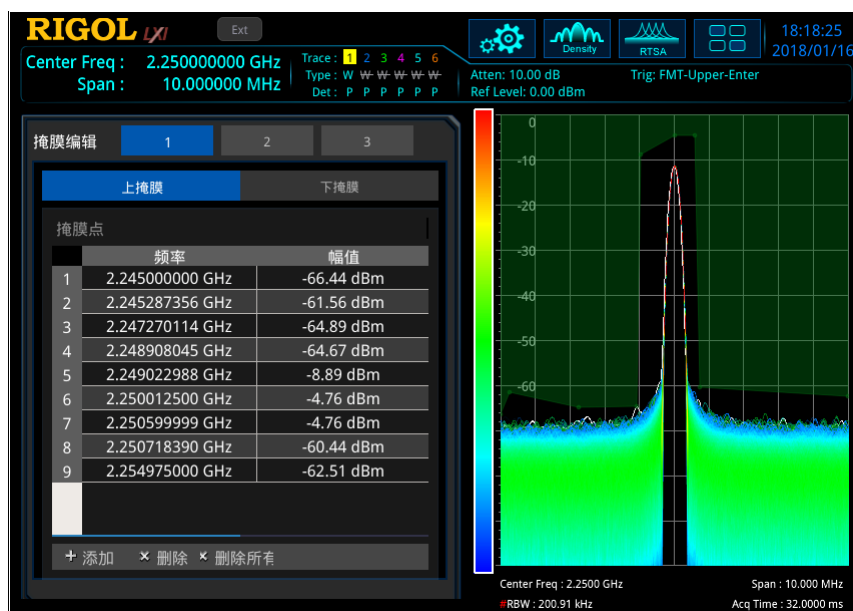 RIGOL LXI Ext
Center Freq : 2.250000000 GHz
Span : 10.000000 MHz
Trace : 1 2 3 4 5 6
Type : W W W W W W
Det : P P P P P P
Density
RTSA
18:18:25
2018/01/16
Atten: 10.00 dB Trig: FMT-Upper-Enter
Ref Level: 0.00 dBm
掩膜编辑 1 2 3
上掩膜 下掩膜
掩膜点
频率 幅值
1 2.245000000 GHz -66.44 dBm
2 2.245287356 GHz -61.56 dBm
3 2.247270114 GHz -64.89 dBm
4 2.248908045 GHz -64.67 dBm
5 2.249022988 GHz -8.89 dBm
6 2.250012500 GHz -4.76 dBm
7 2.250599999 GHz -4.76 dBm
8 2.250718390 GHz -60.44 dBm
9 2.254975000 GHz -62.51 dBm
+ 添加 × 删除 × 删除所有
0
-10
-20
-30
-40
-50
-60
Center Freq : 2.2500 GHz Span : 10.000 MHz
#RBW : 200.91 kHz Acq Time : 32.0000 ms